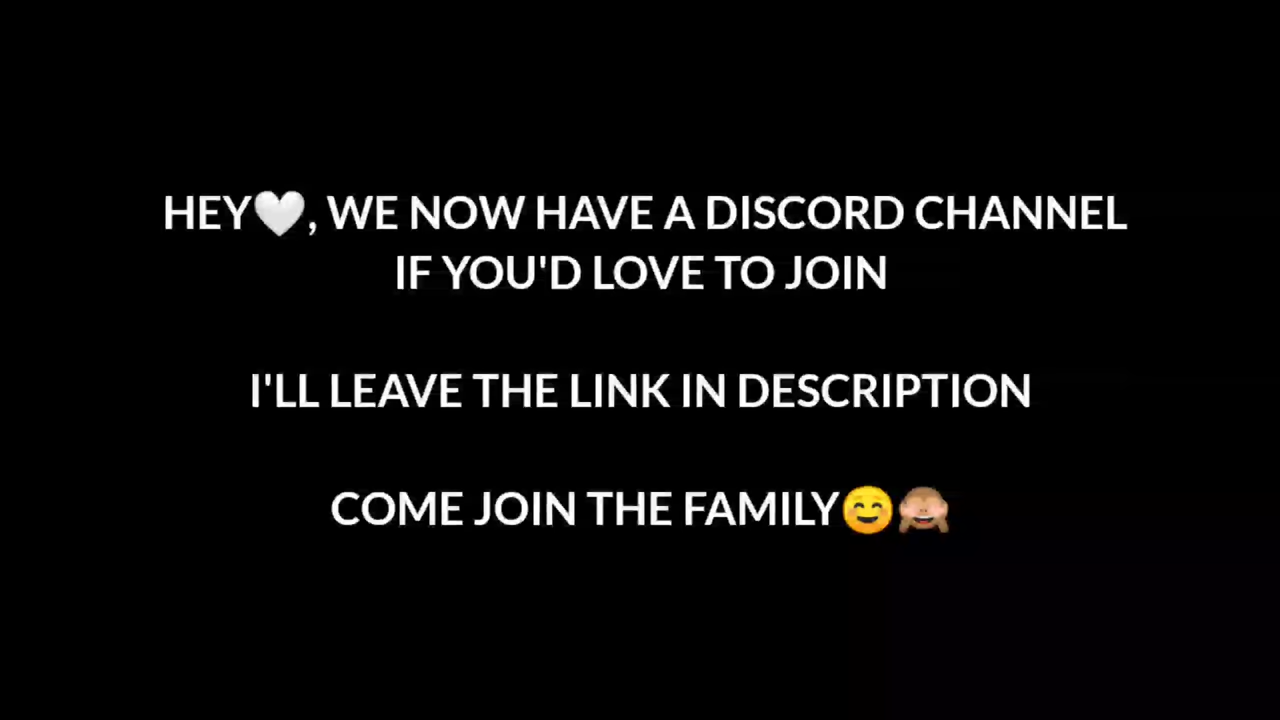 HEY🤍, WE NOW HAVE A DISCORD CHANNEL
IF YOU'D LOVE TO JOIN
I'LL LEAVE THE LINK IN DESCRIPTION
COME JOIN THE FAMILY☺️🙈